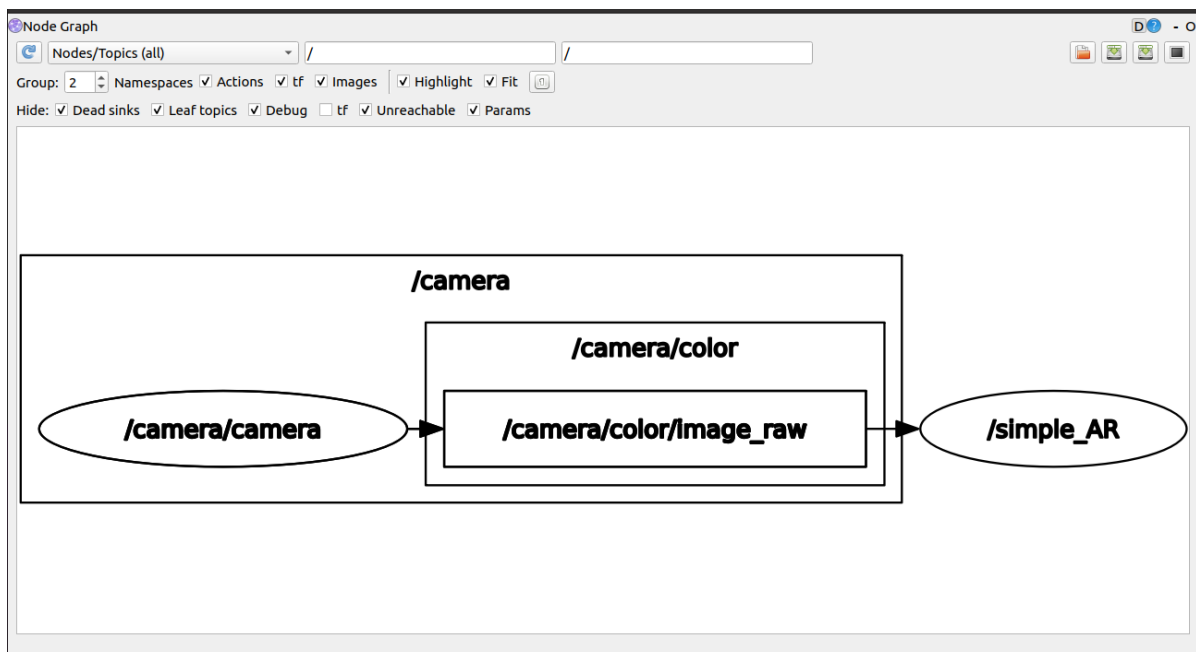 Node Graph D ? - O
Nodes/Topics (all) / /
Group: 2 Namespaces Actions tf Images Highlight Fit
Hide: Dead sinks Leaf topics Debug tf Unreachable Params
/camera
/camera/color
/camera/camera /camera/color/image_raw /simple_AR